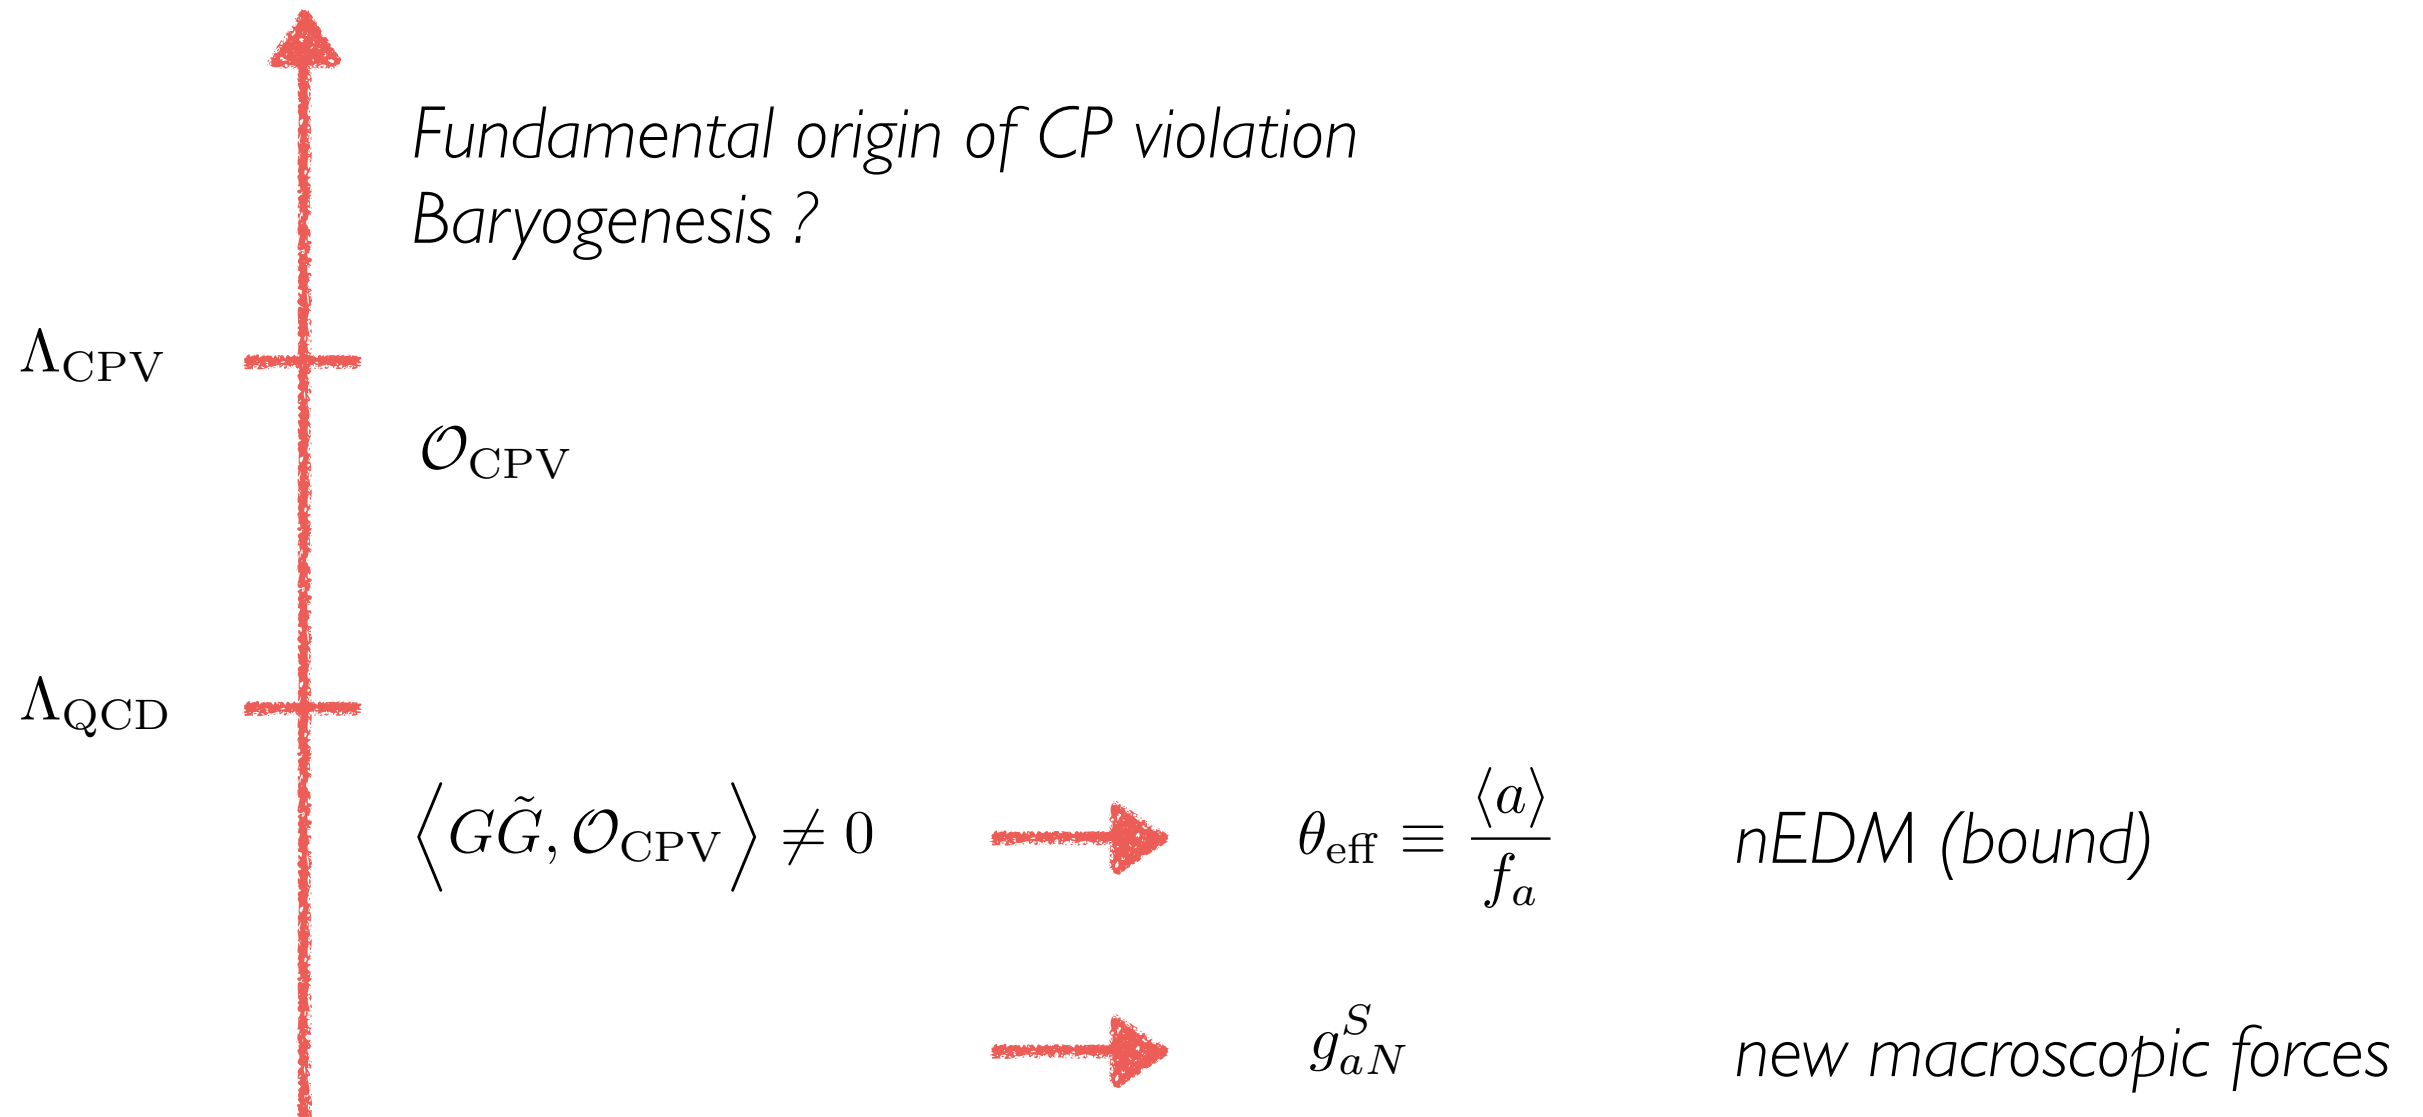 Fundamental origin of CP violation
Baryogenesis ?
Λ_CPV
𝒪_CPV
Λ_QCD
⟨GG̃, 𝒪_CPV⟩ ≠ 0
θ_eff ≡ ⟨a⟩/f_a
nEDM (bound)
g^S_aN
new macroscopic forces